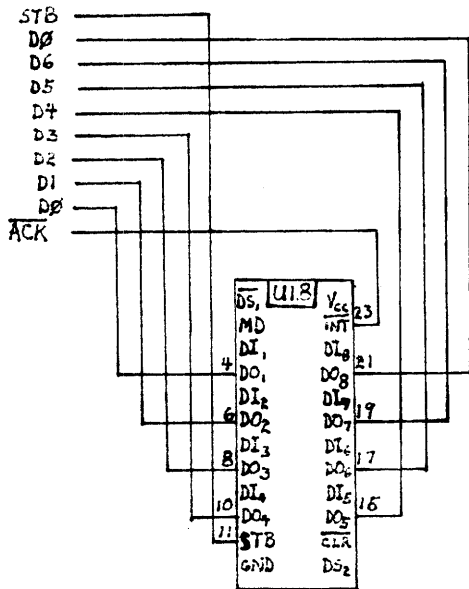 STB
DØ
D6
D5
D4
D3
D2
D1
DØ
ACK
U1.8
DS1 VCC 23
MD INT
DI1 DI8
4 DO1 DO8 21
DI2 DI7
6 DO2 DO7 19
DI3 DI6
8 DO3 DO6 17
DI4 DI5
10 DO4 DO5 15
11 STB CLR
GND DS2